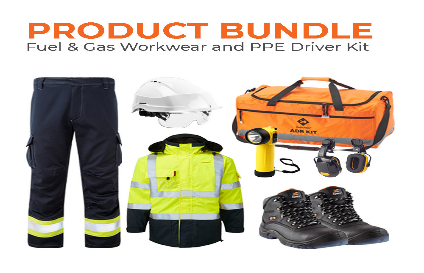 PRODUCT BUNDLE
Fuel & Gas Workwear and PPE Driver Kit
ADR KIT